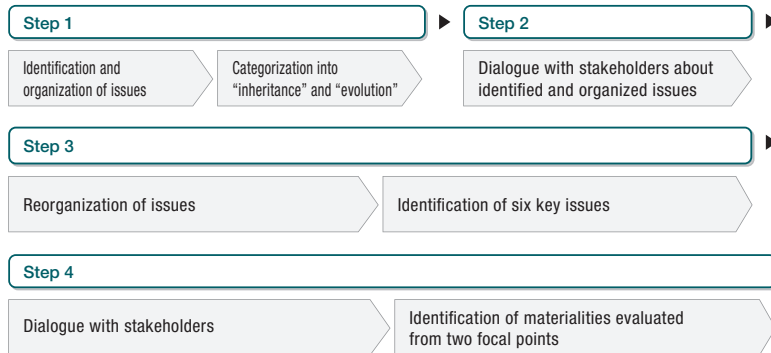 Step 1
Identification and
organization of issues
Categorization into
“inheritance” and “evolution”
Step 2
Dialogue with stakeholders about
identified and organized issues
Step 3
Reorganization of issues
Identification of six key issues
Step 4
Dialogue with stakeholders
Identification of materialities evaluated
from two focal points